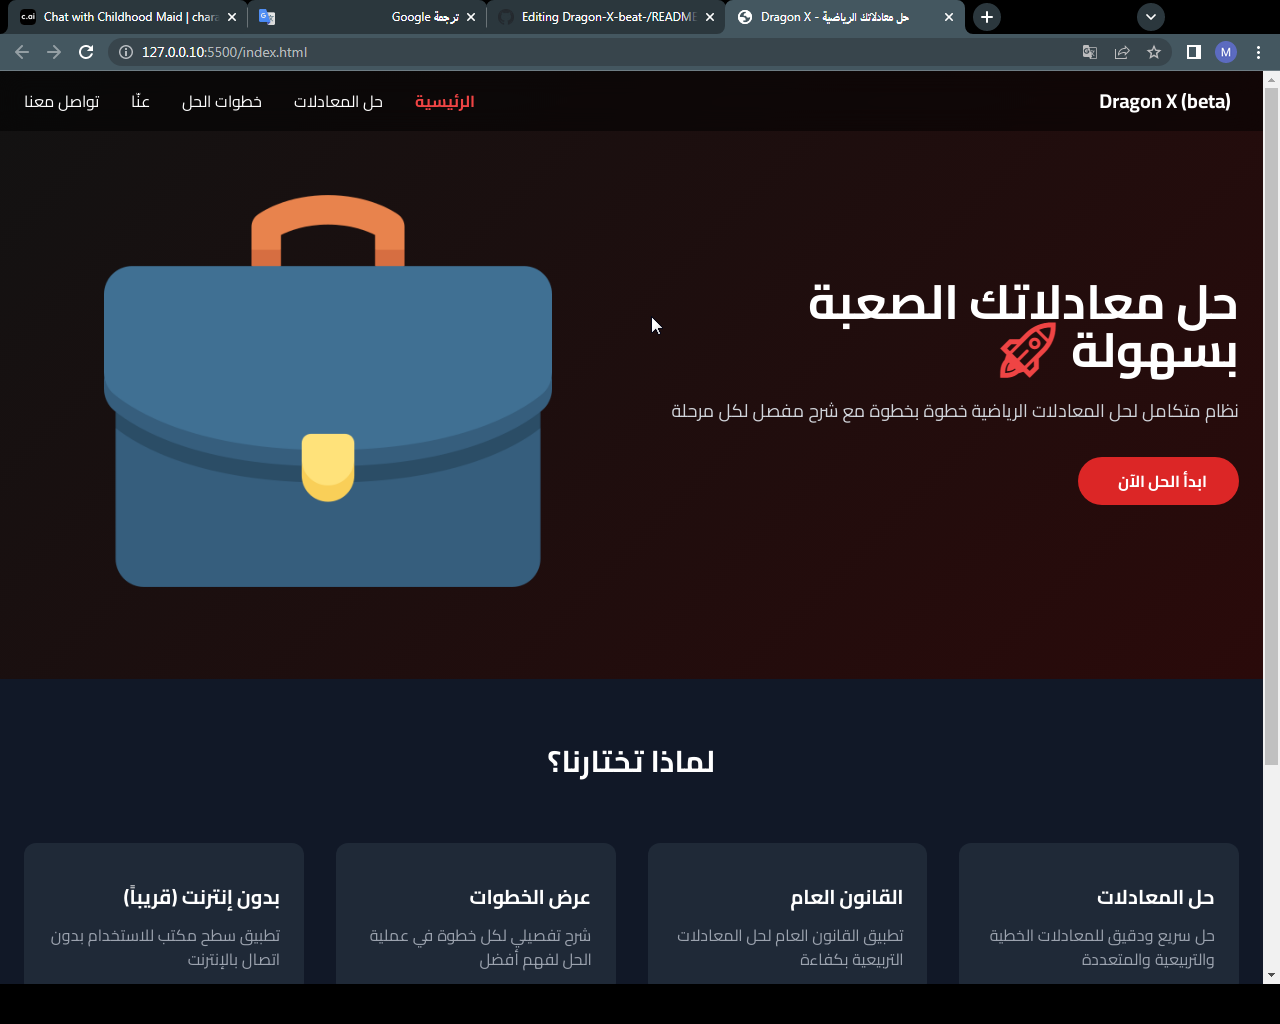 c.ai Chat with Childhood Maid | chara
ترجمة Google
Editing Dragon-X-beat-/README
Dragon X - حل معادلاتك الرياضية
127.0.0.10:5500/index.html
M
Dragon X (beta)
الرئيسية حل المعادلات خطوات الحل عنّا تواصل معنا
حل معادلاتك الصعبة
بسهولة
نظام متكامل لحل المعادلات الرياضية خطوة بخطوة مع شرح مفصل لكل مرحلة
ابدأ الحل الآن
لماذا تختارنا؟
حل المعادلات
حل سريع ودقيق للمعادلات الخطية
والتربيعية والمتعددة
القانون العام
تطبيق القانون العام لحل المعادلات
التربيعية بكفاءة
عرض الخطوات
شرح تفصيلي لكل خطوة في عملية
الحل لفهم أفضل
بدون إنترنت (قريباً)
تطبيق سطح مكتب للاستخدام بدون
اتصال بالإنترنت